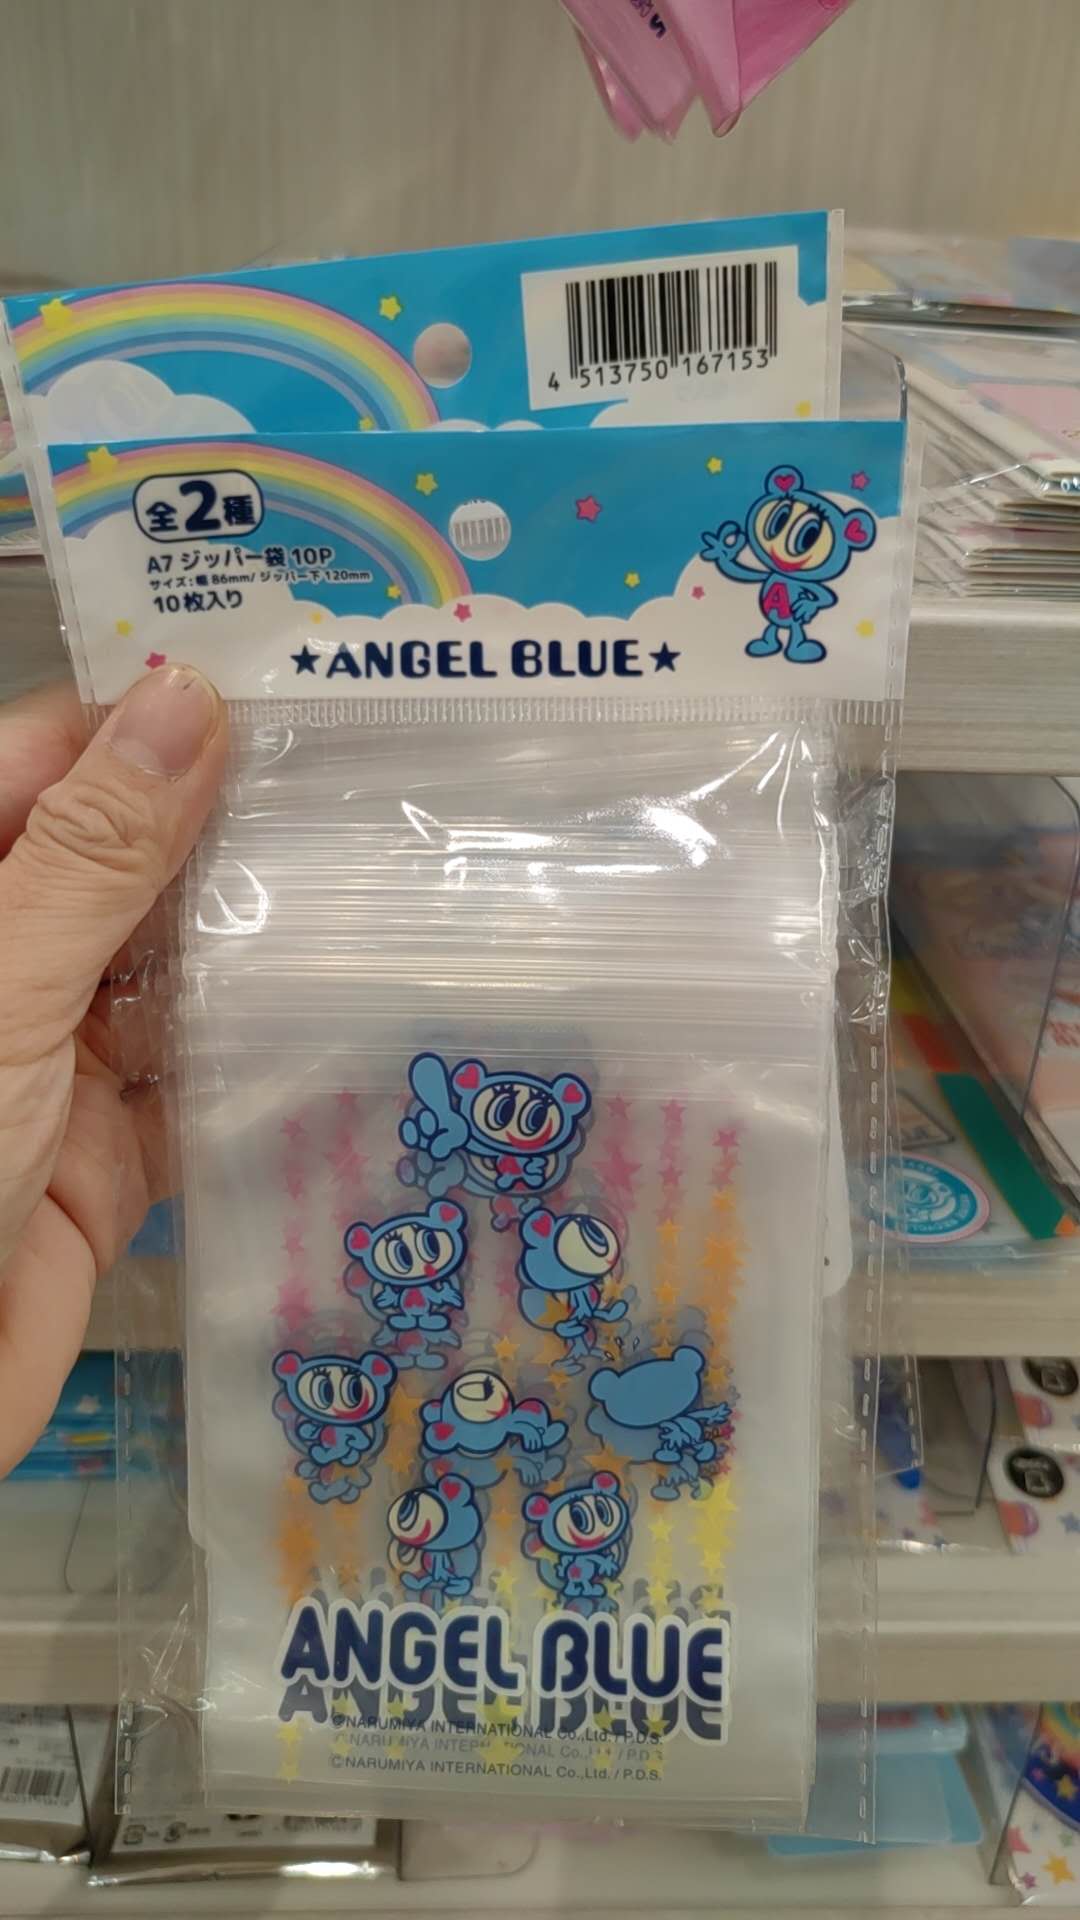 4 513750 167153
全2種
A7 ジッパー袋 10P
サイズ:幅 86mm/ ジッパー下 120mm
10枚入り
★ANGEL BLUE★
A
ANGEL BLUE
©NARUMIYA INTERNATIONAL Co.,Ltd. / P.D.S.
©NARUMIYA INTERNATIONAL Co.,Ltd. / P.D.S.